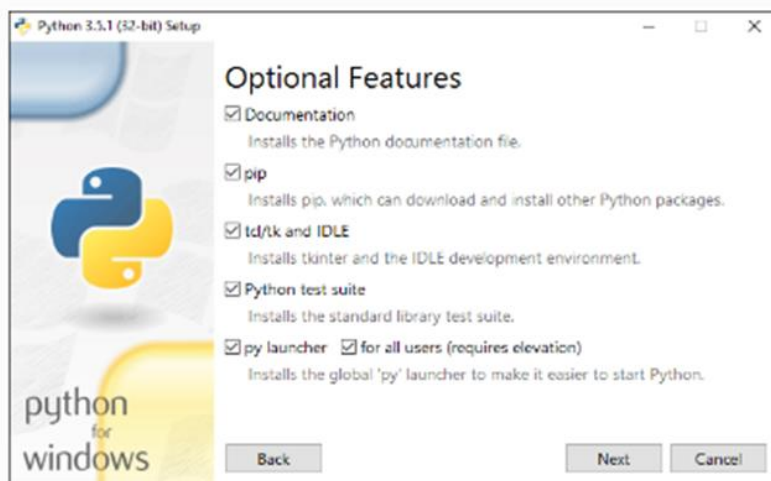 Python 3.5.1 (32-bit) Setup
Optional Features
Documentation
Installs the Python documentation file.
pip
Installs pip, which can download and install other Python packages.
tcl/tk and IDLE
Installs tkinter and the IDLE development environment.
Python test suite
Installs the standard library test suite.
py launcher for all users (requires elevation)
Installs the global 'py' launcher to make it easier to start Python.
python
for
windows
Back Next Cancel